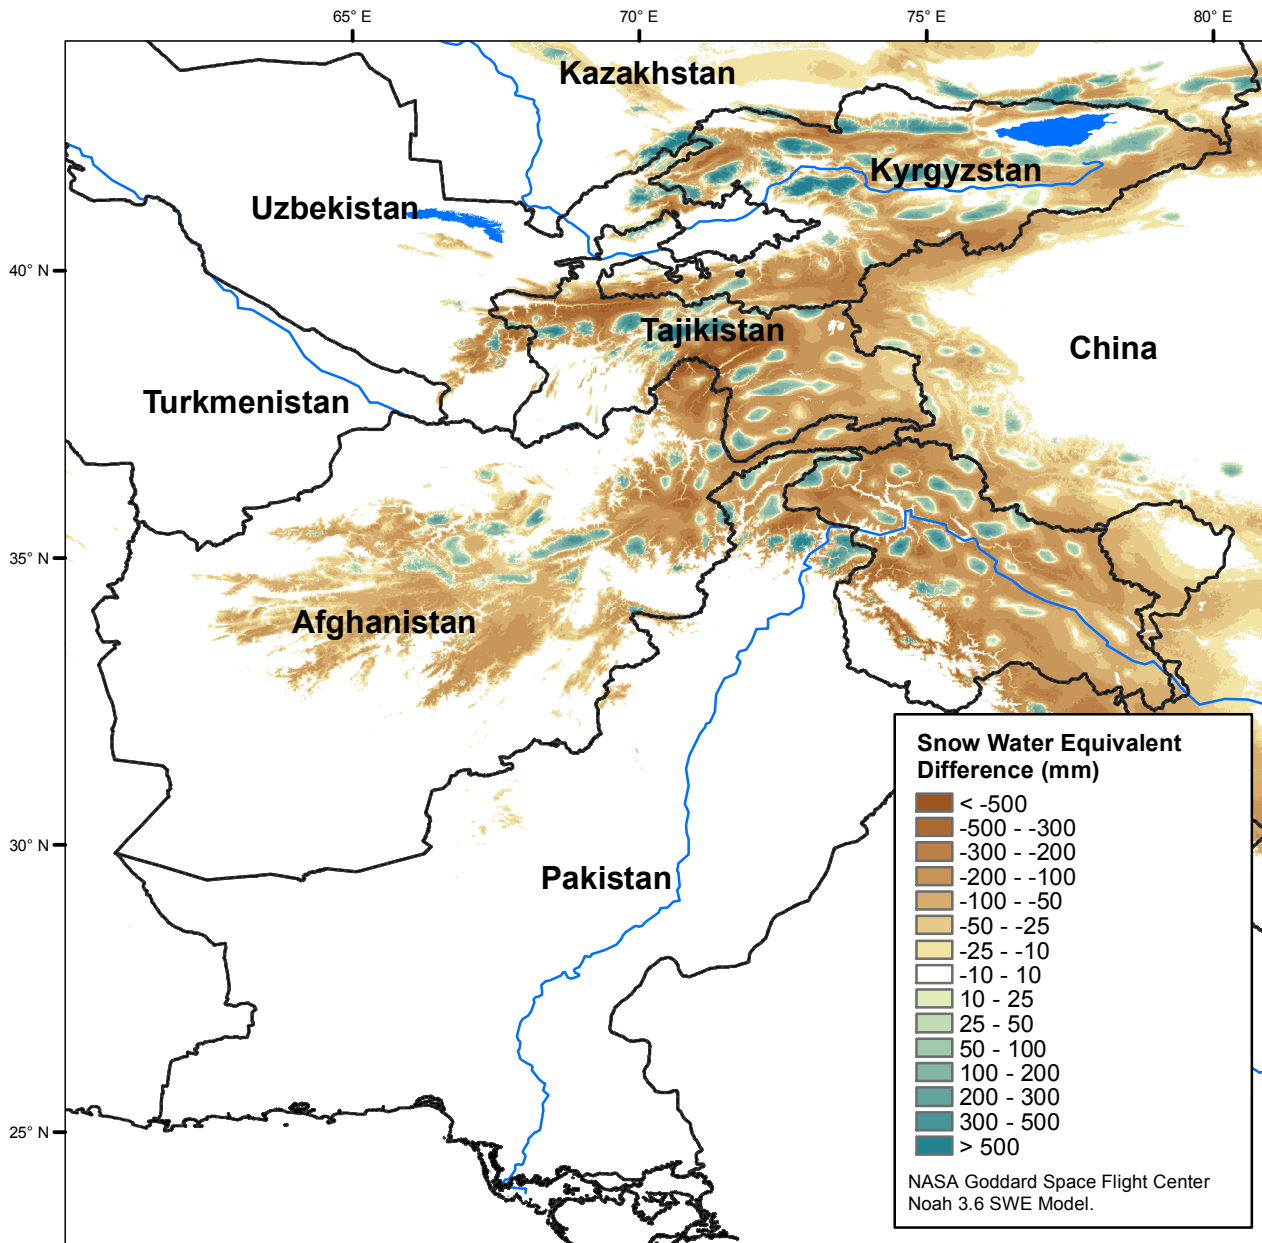 65° E
70° E
75° E
80° E
Kazakhstan
Kyrgyzstan
Uzbekistan
40° N
Tajikistan
China
Turkmenistan
35° N
Afghanistan
30° N
Pakistan
25° N
Snow Water Equivalent
Difference (mm)
< -500
-500 - -300
-300 - -200
-200 - -100
-100 - -50
-50 - -25
-25 - -10
-10 - 10
10 - 25
25 - 50
50 - 100
100 - 200
200 - 300
300 - 500
> 500
NASA Goddard Space Flight Center
Noah 3.6 SWE Model.